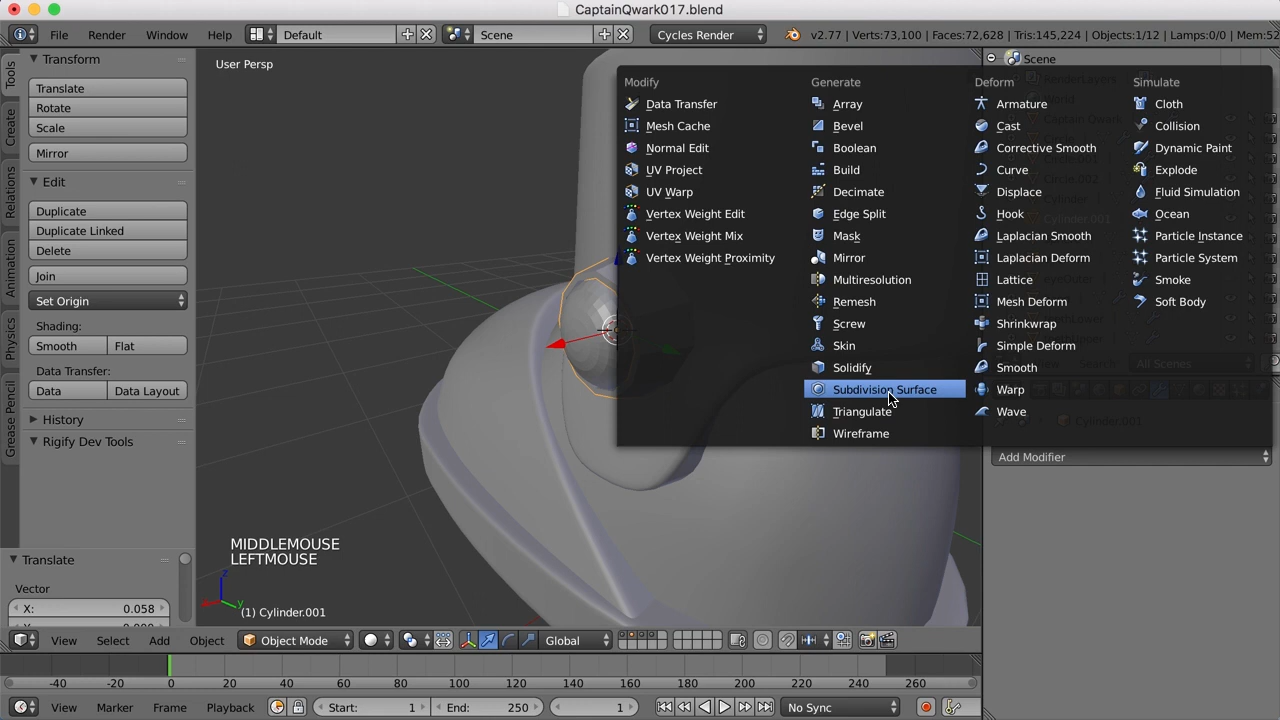 CaptainQwark017.blend
File Render Window Help Default Scene Cycles Render v2.77 | Verts:73,100 | Faces:72,628 | Tris:145,224 | Objects:1/12 | Lamps:0/0 | Mem:52
Tools
Create
Relations
Animation
Physics
Grease Pencil
Transform
Translate
Rotate
Scale
Mirror
Edit
Duplicate
Duplicate Linked
Delete
Join
Set Origin
Shading:
Smooth Flat
Data Transfer:
Data Data Layout
History
Rigify Dev Tools
Translate
Vector
X: 0.058
User Persp
Modify
Data Transfer
Mesh Cache
Normal Edit
UV Project
UV Warp
Vertex Weight Edit
Vertex Weight Mix
Vertex Weight Proximity
Generate
Array
Bevel
Boolean
Build
Decimate
Edge Split
Mask
Mirror
Multiresolution
Remesh
Screw
Skin
Solidify
Subdivision Surface
Triangulate
Wireframe
Deform
Armature
Cast
Corrective Smooth
Curve
Displace
Hook
Laplacian Smooth
Laplacian Deform
Lattice
Mesh Deform
Shrinkwrap
Simple Deform
Smooth
Warp
Wave
Simulate
Cloth
Collision
Dynamic Paint
Explode
Fluid Simulation
Ocean
Particle Instance
Particle System
Smoke
Soft Body
Scene
RenderLayers
All Scenes
Cylinder.001
Add Modifier
MIDDLEMOUSE
LEFTMOUSE
z
y
(1) Cylinder.001
View Select Add Object Object Mode Global
-40 -20 0 20 40 60 80 100 120 140 160 180 200 220 240 260
View Marker Frame Playback Start: 1 End: 250 1 No Sync